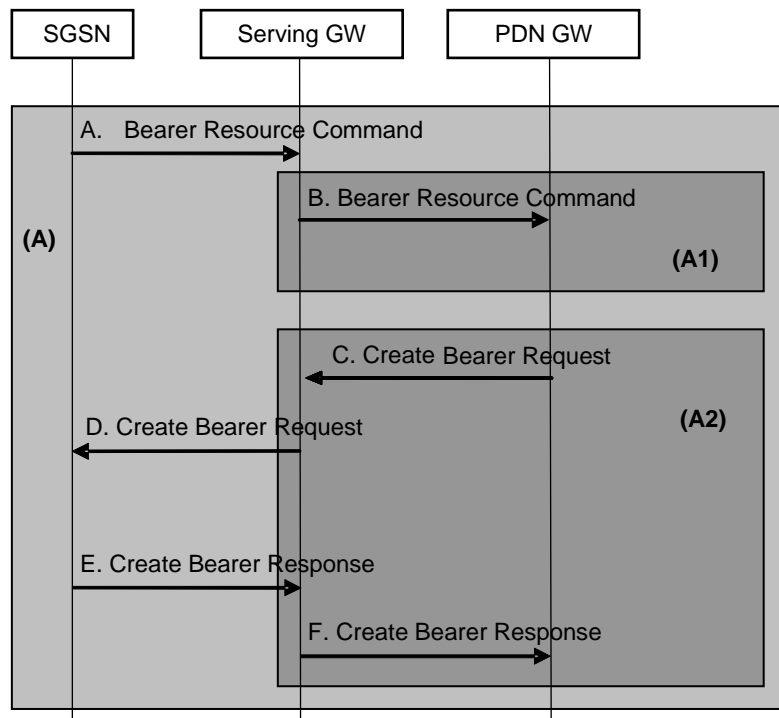 SGSN
Serving GW
PDN GW
A. Bearer Resource Command
B. Bearer Resource Command
(A)
(A1)
C. Create Bearer Request
D. Create Bearer Request
(A2)
E. Create Bearer Response
F. Create Bearer Response